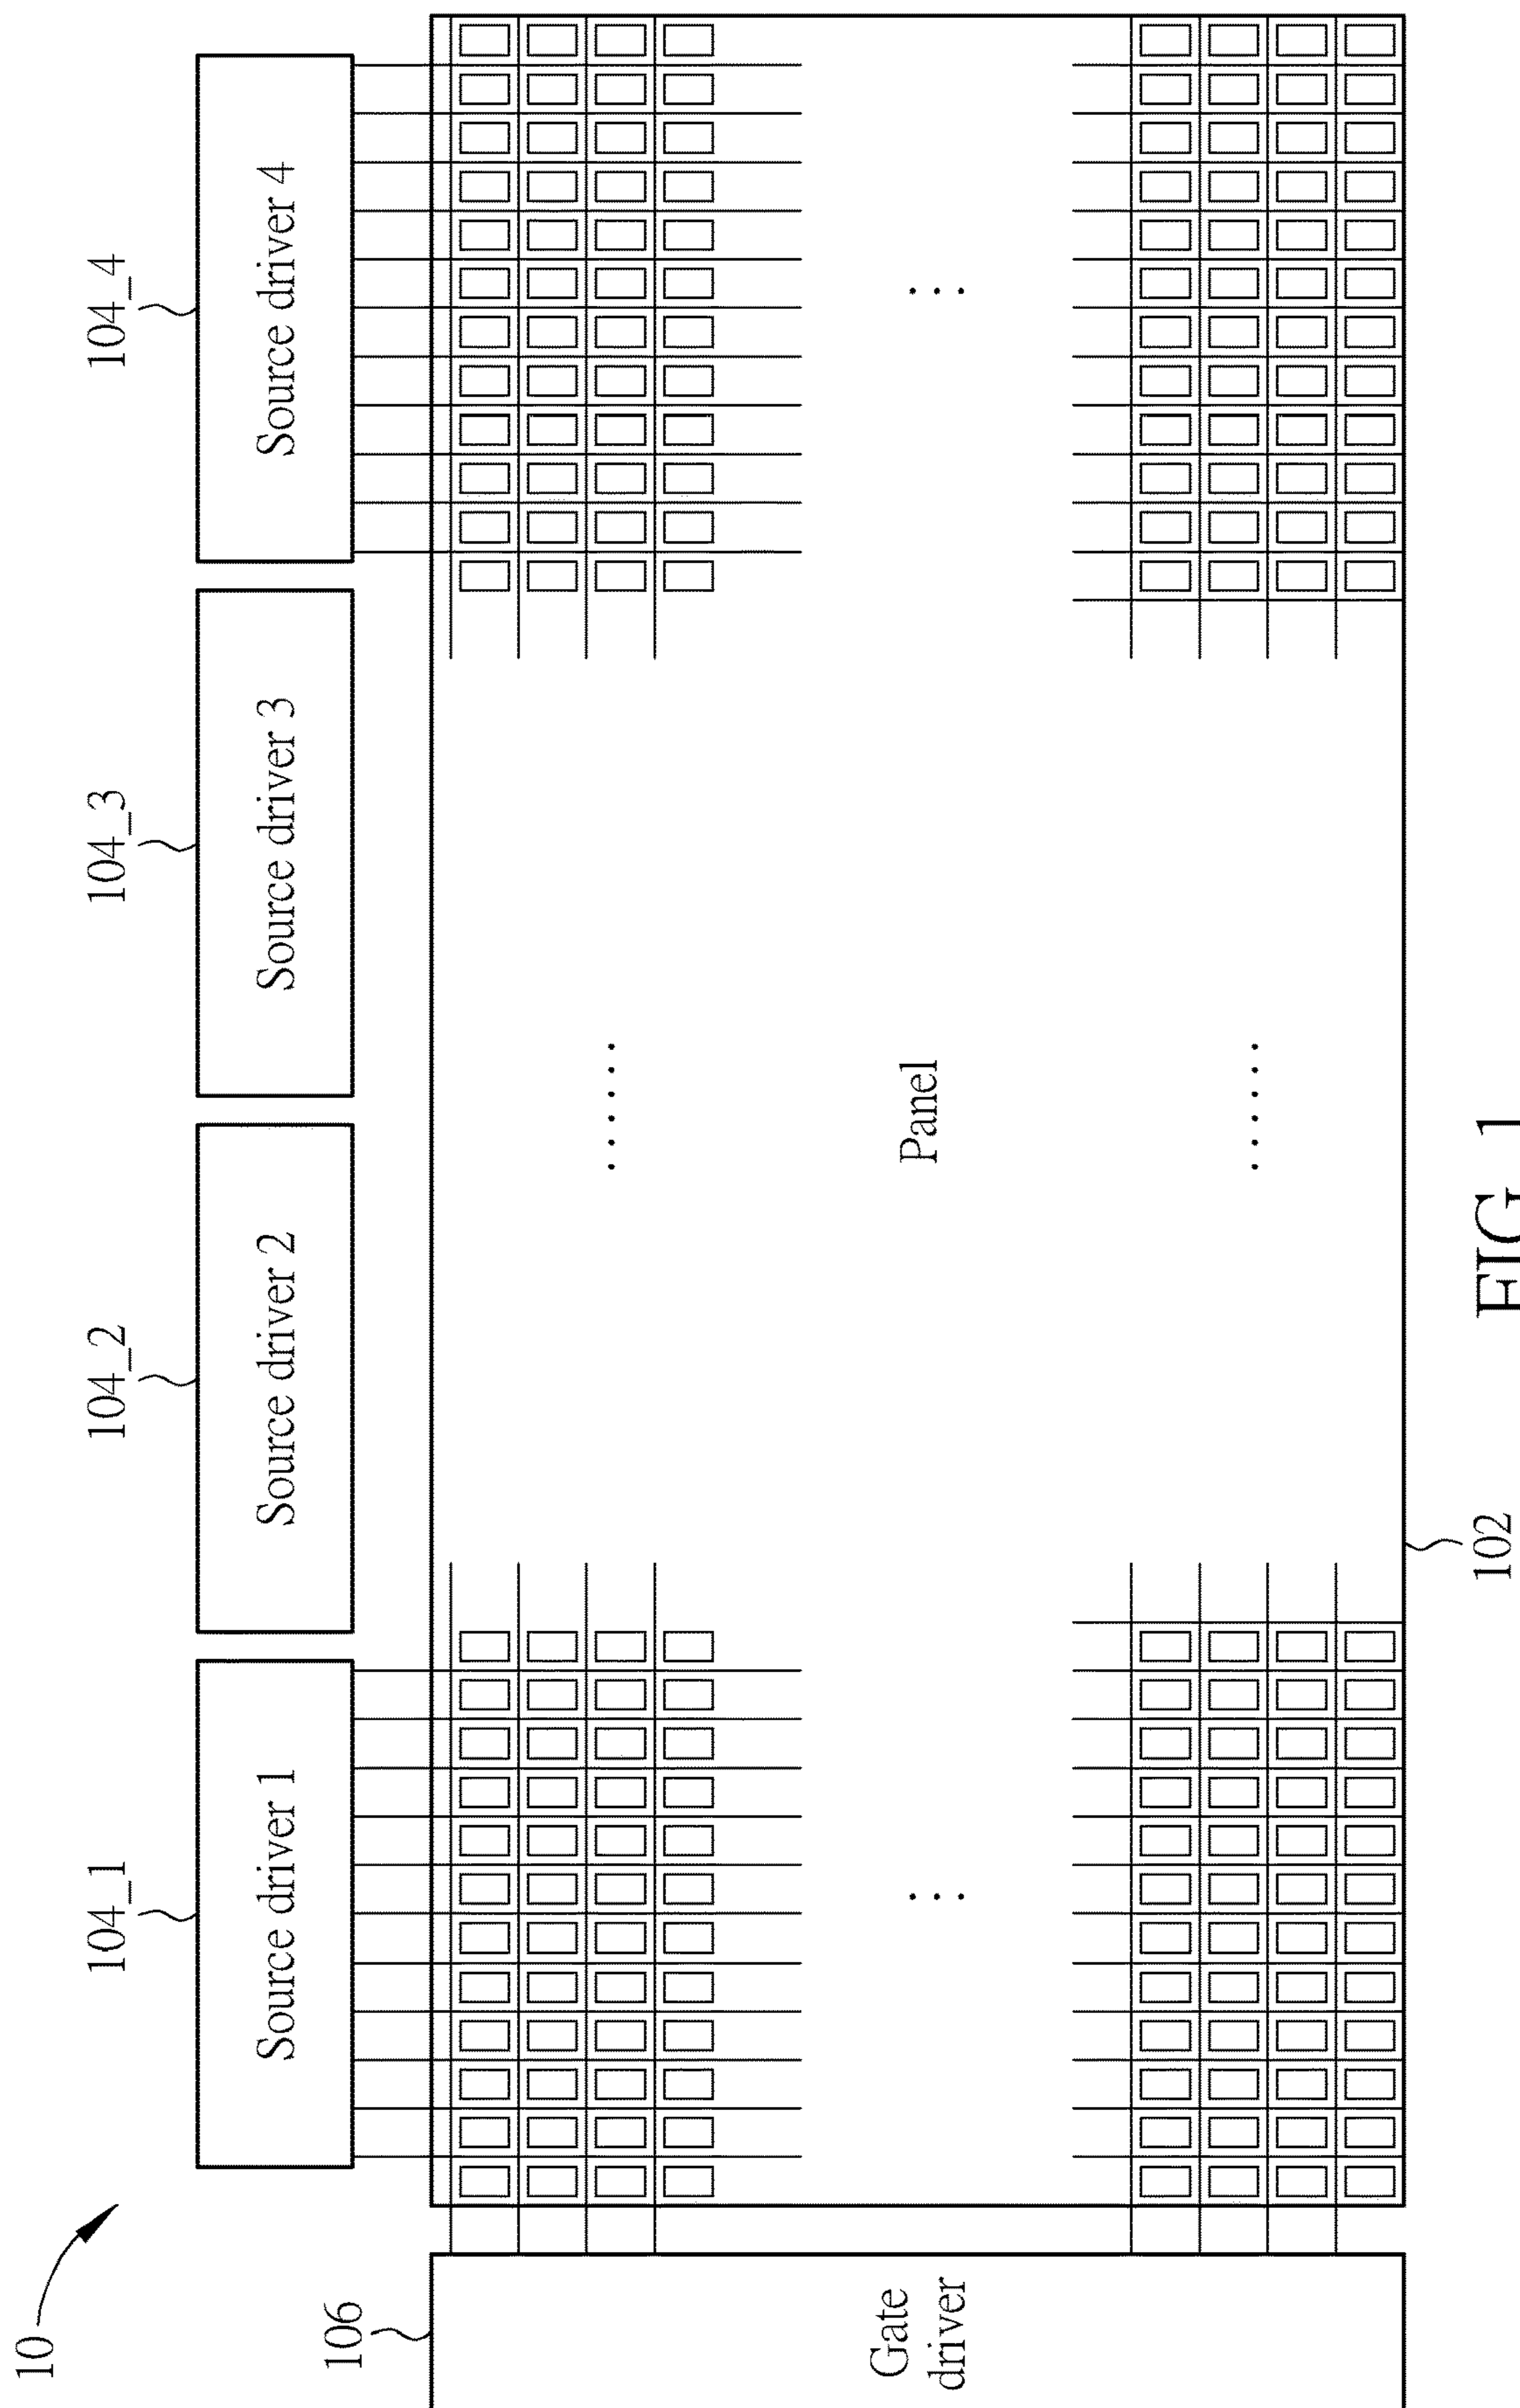 10
104_1
104_2
104_3
104_4
Source driver 1
Source driver 2
Source driver 3
Source driver 4
106
Gate
driver
Panel
102
FIG. 1